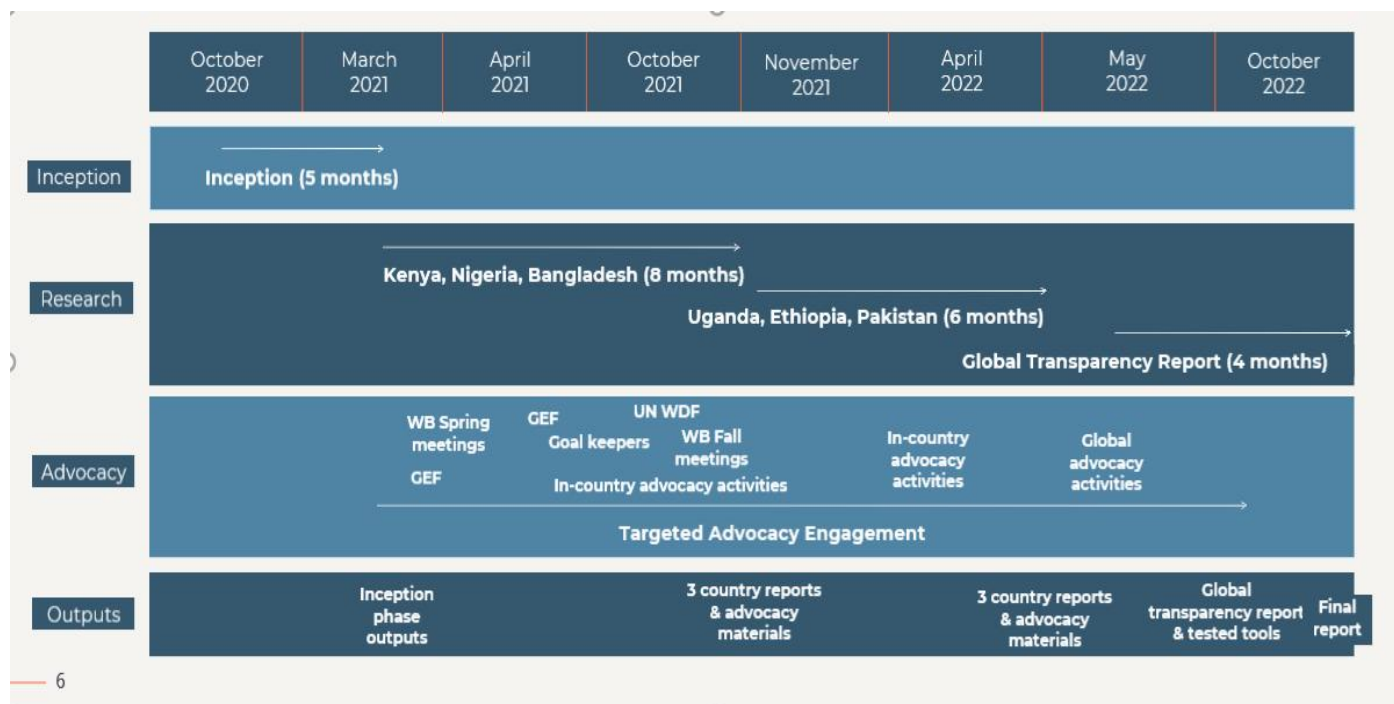 October
2020
March
2021
April
2021
October
2021
November
2021
April
2022
May
2022
October
2022
Inception
Inception (5 months)
Research
Kenya, Nigeria, Bangladesh (8 months)
Uganda, Ethiopia, Pakistan (6 months)
Global Transparency Report (4 months)
Advocacy
WB Spring
meetings
GEF
GEF
Goal keepers
UN WDF
WB Fall
meetings
In-country advocacy activities
In-country
advocacy
activities
Global
advocacy
activities
Targeted Advocacy Engagement
Outputs
Inception
phase
outputs
3 country reports
& advocacy
materials
3 country reports
& advocacy
materials
Global
transparency report
& tested tools
Final
report
6